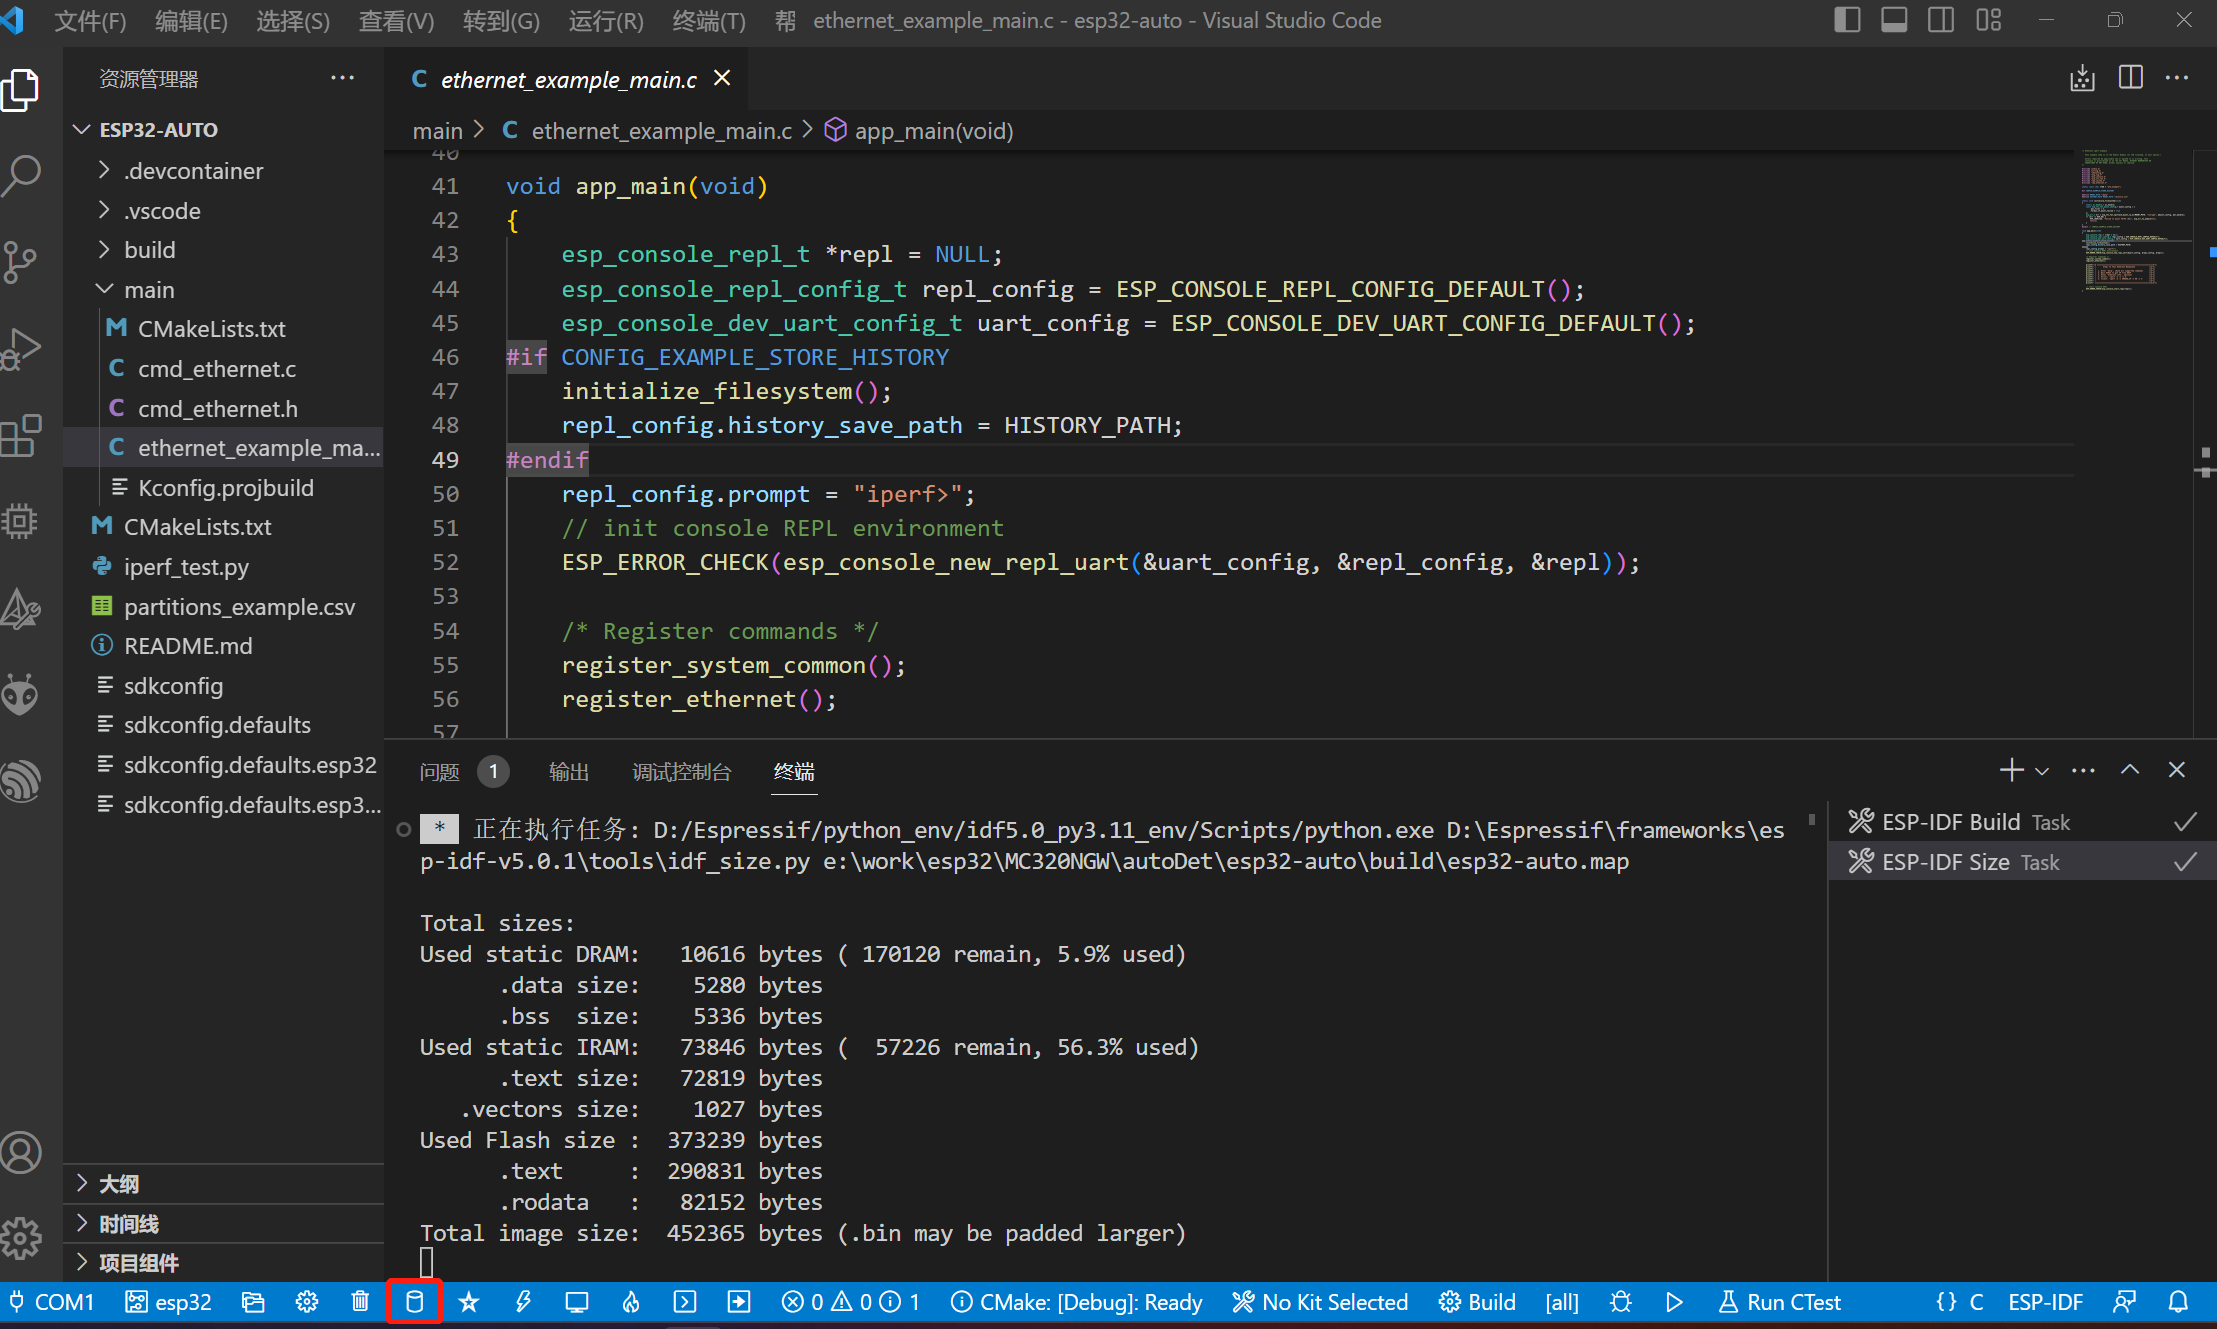 文件(F) 编辑(E) 选择(S) 查看(V) 转到(G) 运行(R) 终端(T) 帮 ethernet_example_main.c - esp32-auto - Visual Studio Code
资源管理器
ESP32-AUTO
.devcontainer
.vscode
build
main
CMakeLists.txt
cmd_ethernet.c
cmd_ethernet.h
ethernet_example_ma...
Kconfig.projbuild
CMakeLists.txt
iperf_test.py
partitions_example.csv
README.md
sdkconfig
sdkconfig.defaults
sdkconfig.defaults.esp32
sdkconfig.defaults.esp3...
大纲
时间线
项目组件
C ethernet_example_main.c
main > C ethernet_example_main.c > app_main(void)
40
41 void app_main(void)
42 {
43 esp_console_repl_t *repl = NULL;
44 esp_console_repl_config_t repl_config = ESP_CONSOLE_REPL_CONFIG_DEFAULT();
45 esp_console_dev_uart_config_t uart_config = ESP_CONSOLE_DEV_UART_CONFIG_DEFAULT();
46 #if CONFIG_EXAMPLE_STORE_HISTORY
47 initialize_filesystem();
48 repl_config.history_save_path = HISTORY_PATH;
49 #endif
50 repl_config.prompt = "iperf>";
51 // init console REPL environment
52 ESP_ERROR_CHECK(esp_console_new_repl_uart(&uart_config, &repl_config, &repl));
53
54 /* Register commands */
55 register_system_common();
56 register_ethernet();
57
问题 1 输出 调试控制台 终端
* 正在执行任务: D:/Espressif/python_env/idf5.0_py3.11_env/Scripts/python.exe D:\Espressif\frameworks\es
p-idf-v5.0.1\tools\idf_size.py e:\work\esp32\MC320NGW\autoDet\esp32-auto\build\esp32-auto.map
Total sizes:
Used static DRAM: 10616 bytes ( 170120 remain, 5.9% used)
.data size: 5280 bytes
.bss size: 5336 bytes
Used static IRAM: 73846 bytes ( 57226 remain, 56.3% used)
.text size: 72819 bytes
.vectors size: 1027 bytes
Used Flash size : 373239 bytes
.text : 290831 bytes
.rodata : 82152 bytes
Total image size: 452365 bytes (.bin may be padded larger)
ESP-IDF Build Task
ESP-IDF Size Task
COM1 esp32 0 0 1 CMake: [Debug]: Ready No Kit Selected Build [all] Run CTest {} C ESP-IDF